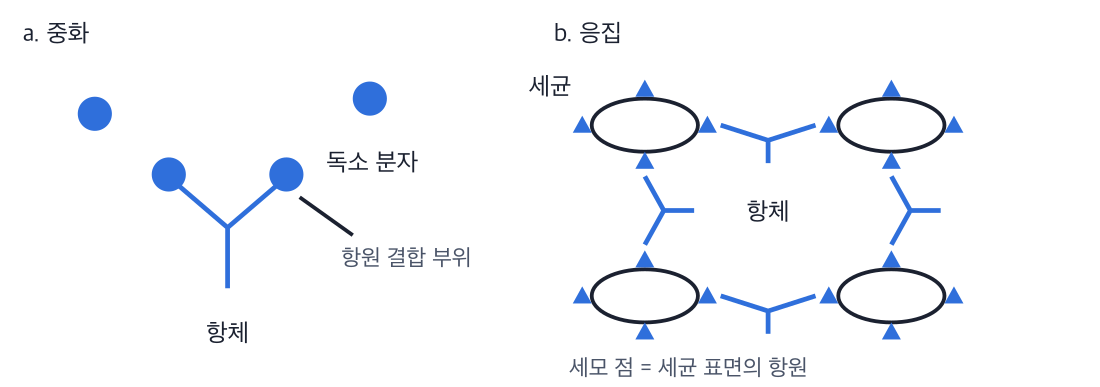 a. 중화
독소 분자
항원 결합 부위
항체
b. 응집
세균
항체
세모 점 = 세균 표면의 항원